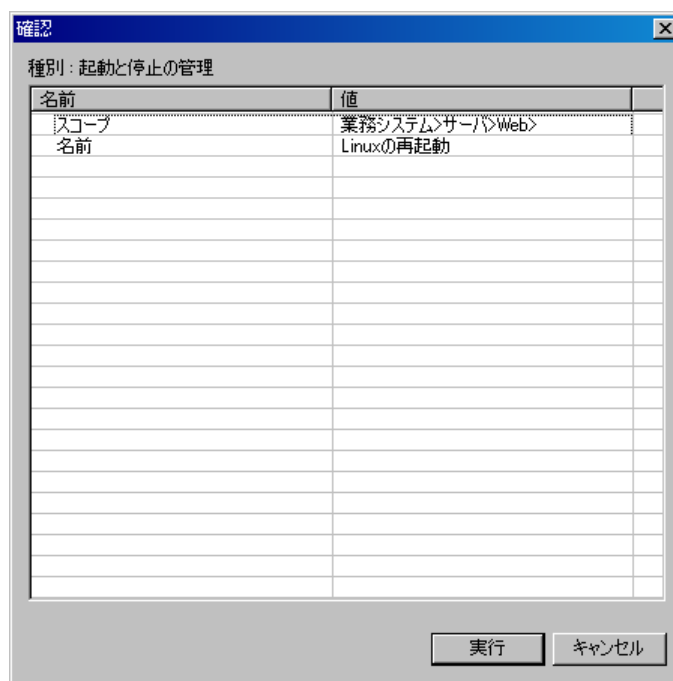 確認
種別：起動と停止の管理
名前 値
スコープ 業務システム>サーバ>Web>
名前 Linuxの再起動
実行 キャンセル